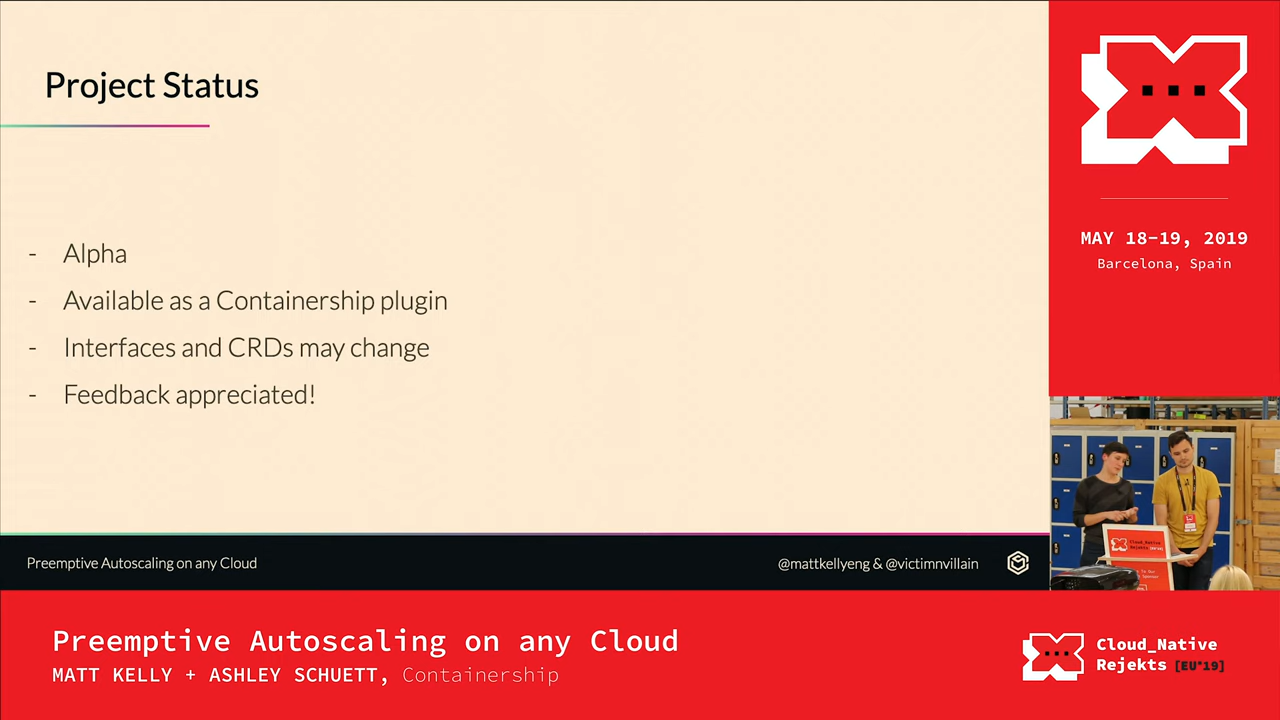 Project Status
- Alpha
- Available as a Containership plugin
- Interfaces and CRDs may change
- Feedback appreciated!
Preemptive Autoscaling on any Cloud
@mattkellyeng & @victimnvillain
MAY 18-19, 2019
Barcelona, Spain
Cloud_Native
Rejekts
Preemptive Autoscaling on any Cloud
MATT KELLY + ASHLEY SCHUETT, Containership
Cloud_Native
Rejekts [EU*19]